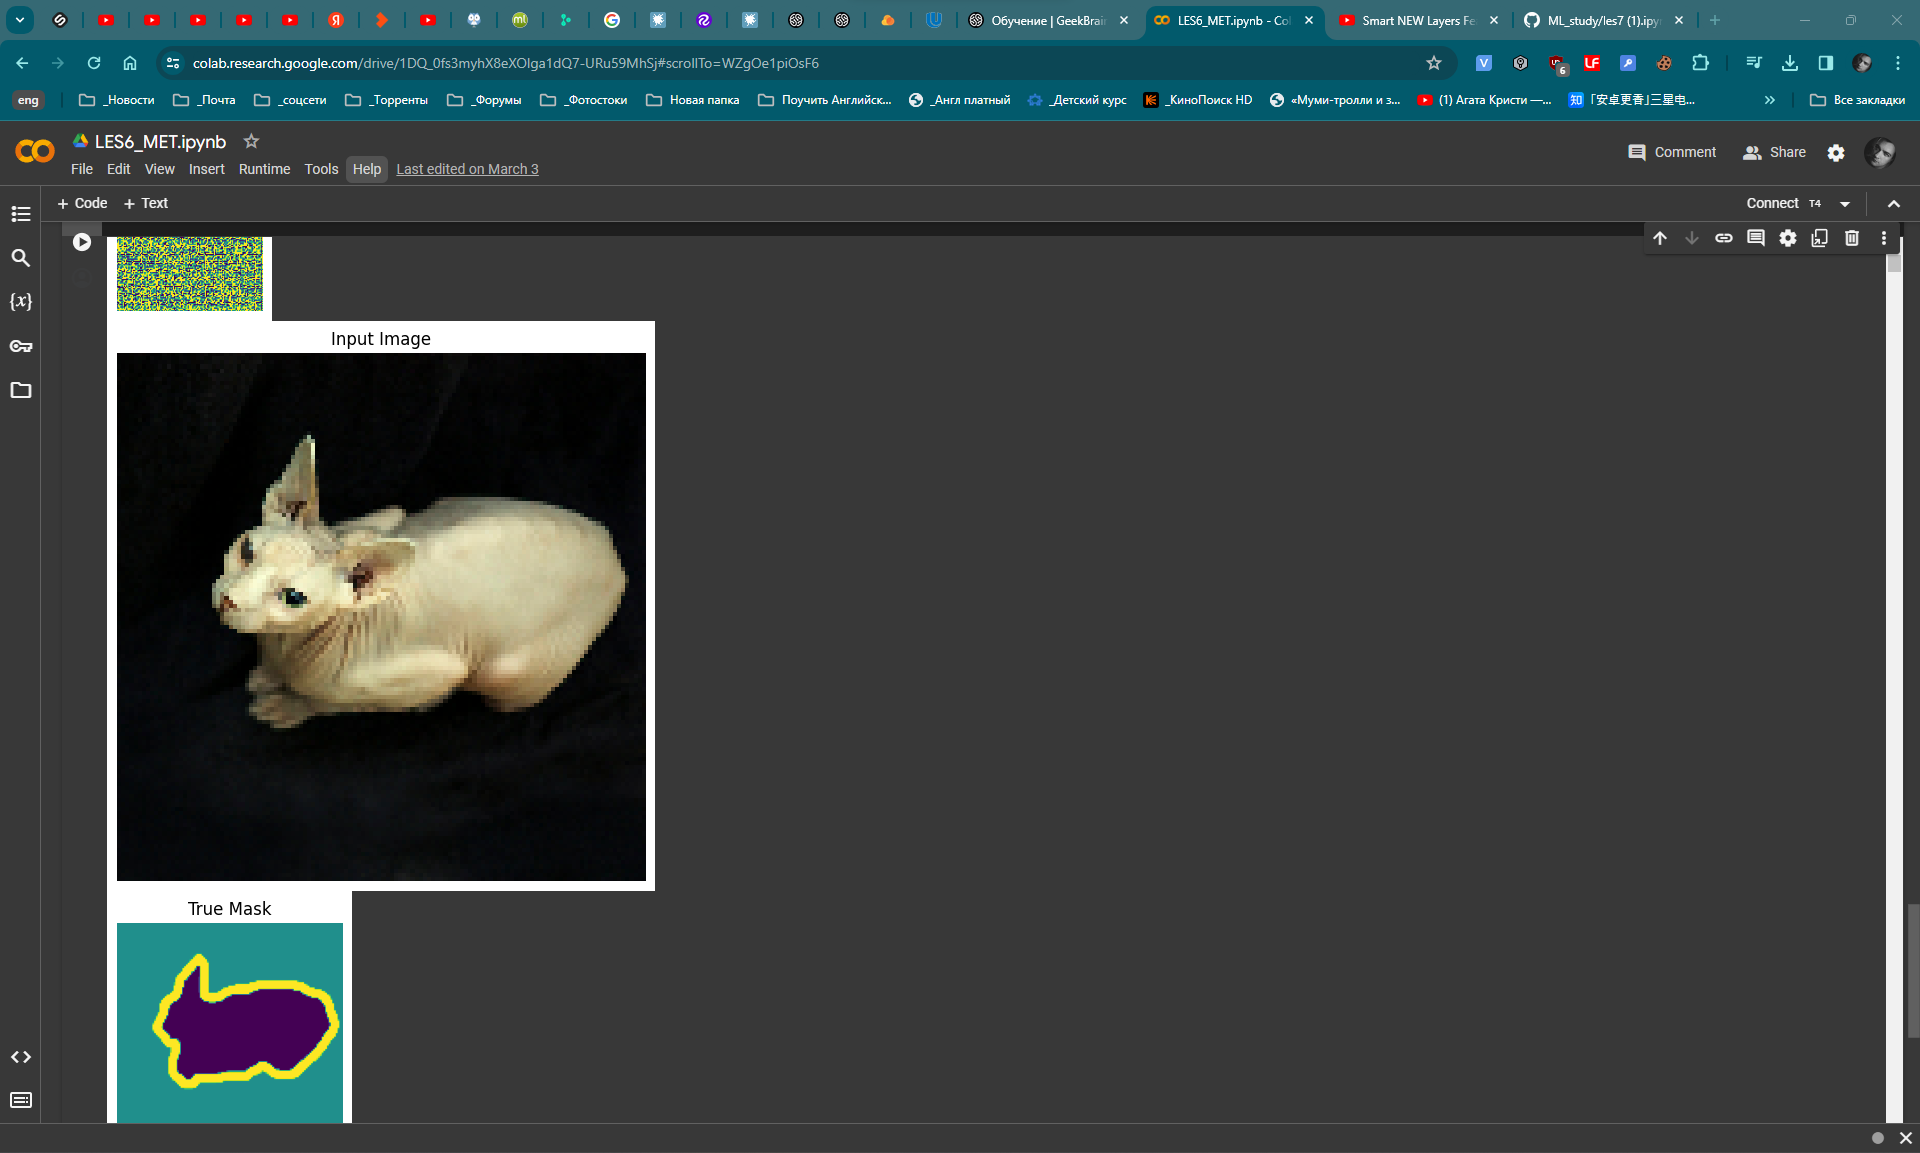 Обучение | GeekBrai
LES6_MET.ipynb - Co
Smart NEW Layers Fe
ML_study/les7 (1).ipy
colab.research.google.com/drive/1DQ_0fs3myhX8eXOlga1dQ7-URu59MhSj#scrollTo=WZgOe1piOsF6
6
eng
_Новости
_Почта
_соцсети
_Торренты
_Форумы
_Фотостоки
Новая папка
Поучить Английск...
_Англ платный
_Детский курс
_КиноПоиск HD
«Муми-тролли и з...
(1) Агата Кристи —...
「安卓更香」三星电...
Все закладки
LES6_MET.ipynb
Comment
Share
File Edit View Insert Runtime Tools Help Last edited on March 3
+ Code + Text
Connect T4
{x}
Input Image
True Mask